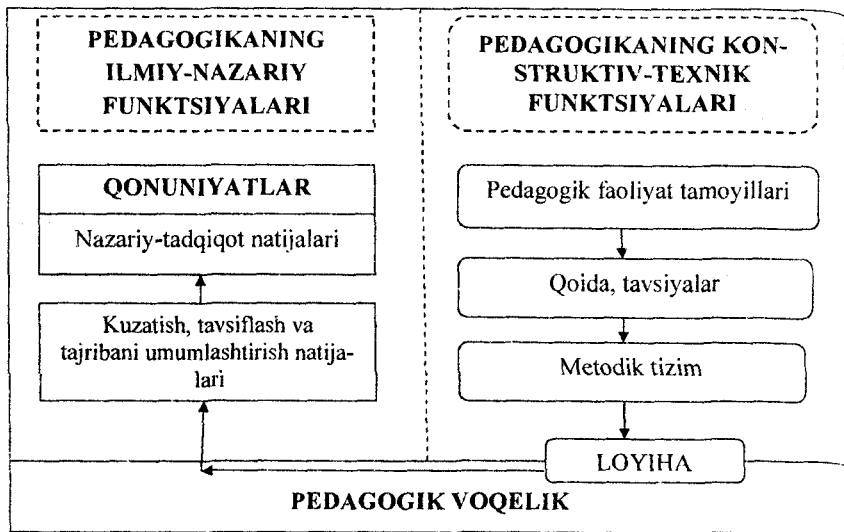 PEDAGOGIKANING
ILMIY-NAZARIY
FUNKTSIYALARI
QONUNIYATLAR
Nazariy-tadqiqot natijalari
Kuzatish, tavsiflash va
tajribani umumlashtirish natija-
lari
PEDAGOGIKANING KON-
STRUKTIV-TEXNIK
FUNKTSIYALARI
Pedagogik faoliyat tamoyillari
Qoida, tavsiyalar
Metodik tizim
LOYIHA
PEDAGOGIK VOQELIK